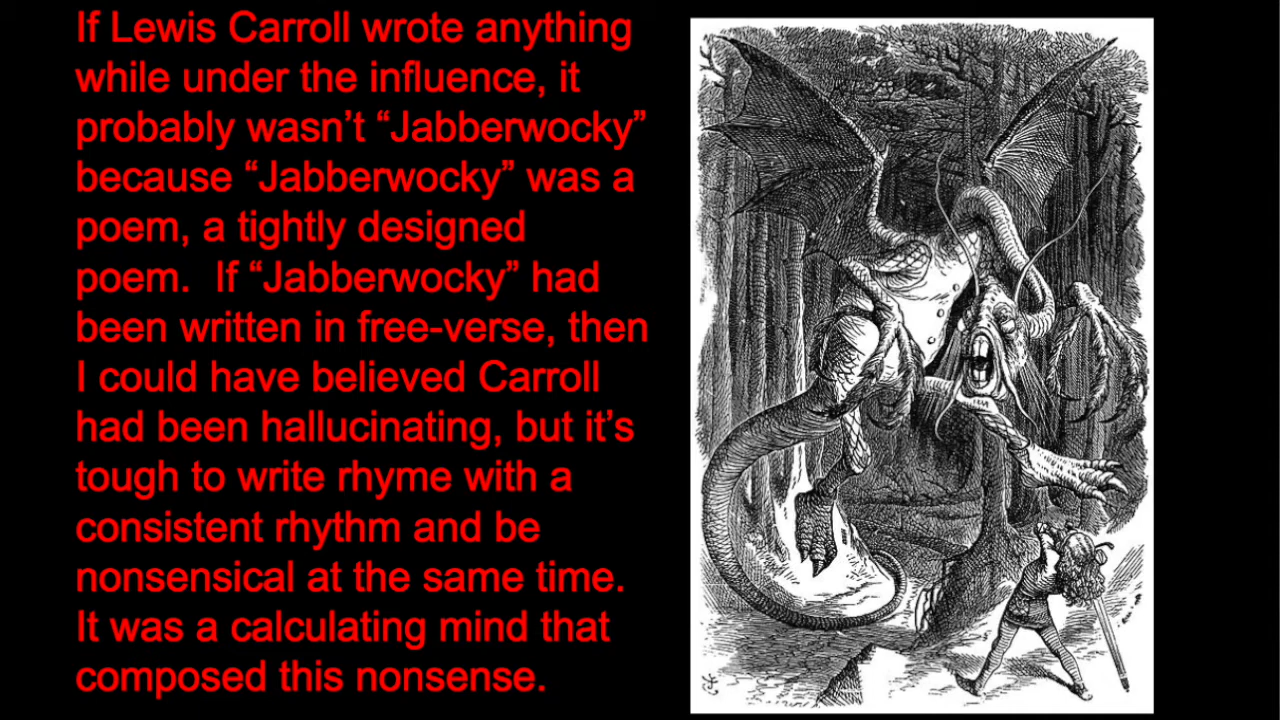 If Lewis Carroll wrote anything
while under the influence, it
probably wasn’t “Jabberwocky”
because “Jabberwocky” was a
poem, a tightly designed
poem.  If “Jabberwocky” had
been written in free-verse, then
I could have believed Carroll
had been hallucinating, but it’s
tough to write rhyme with a
consistent rhythm and be
nonsensical at the same time.
It was a calculating mind that
composed this nonsense.